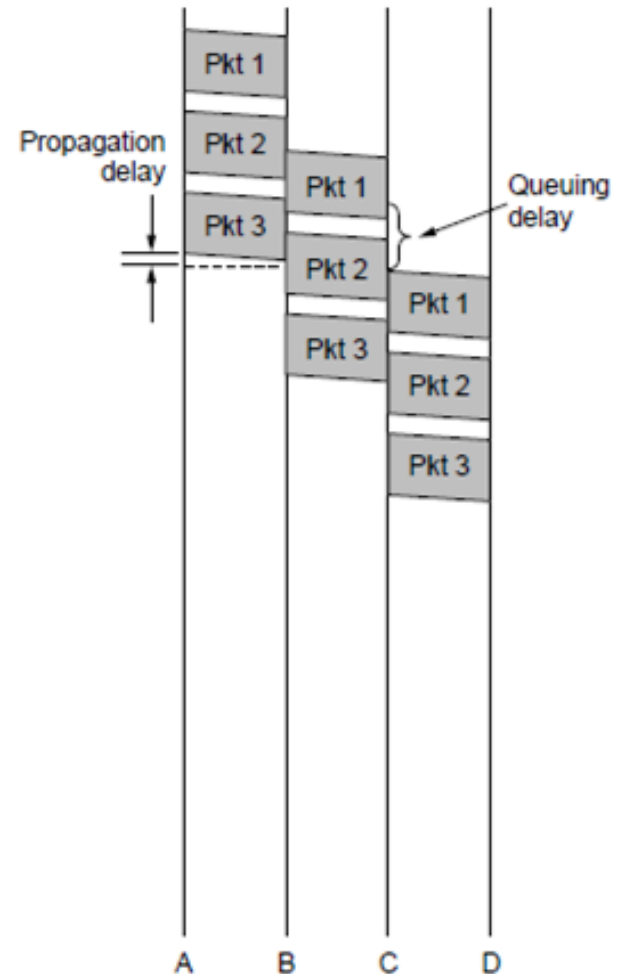 Pkt 1
Propagation
delay
Pkt 2
Pkt 3
Pkt 1
Pkt 2
Pkt 3
Queuing
delay
Pkt 1
Pkt 2
Pkt 3
A B C D